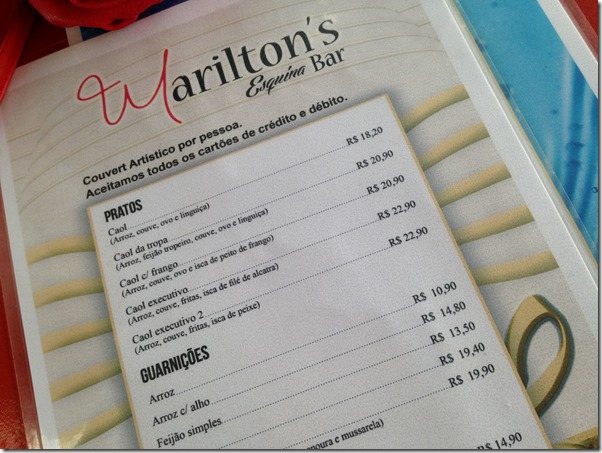 Marilton's
Esquina Bar
Couvert Artístico por pessoa.
Aceitamos todos os cartões de crédito e débito.
PRATOS
Caol R$ 18,20
(Arroz, couve, ovo e linguiça)
Caol da tropa R$ 20,90
(Arroz, feijão tropeiro, couve, ovo e linguiça)
Caol c/ frango R$ 20,90
(Arroz, couve, ovo e isca de peito de frango)
Caol executivo R$ 22,90
(Arroz, couve, fritas, isca de filé de alcatra)
Caol executivo 2 R$ 22,90
(Arroz, couve, fritas, isca de peixe)
GUARNIÇÕES
Arroz R$ 10,90
Arroz c/ alho R$ 14,80
Feijão simples R$ 13,50
R$ 19,40
R$ 19,90
e mussarela)
R$ 14,90